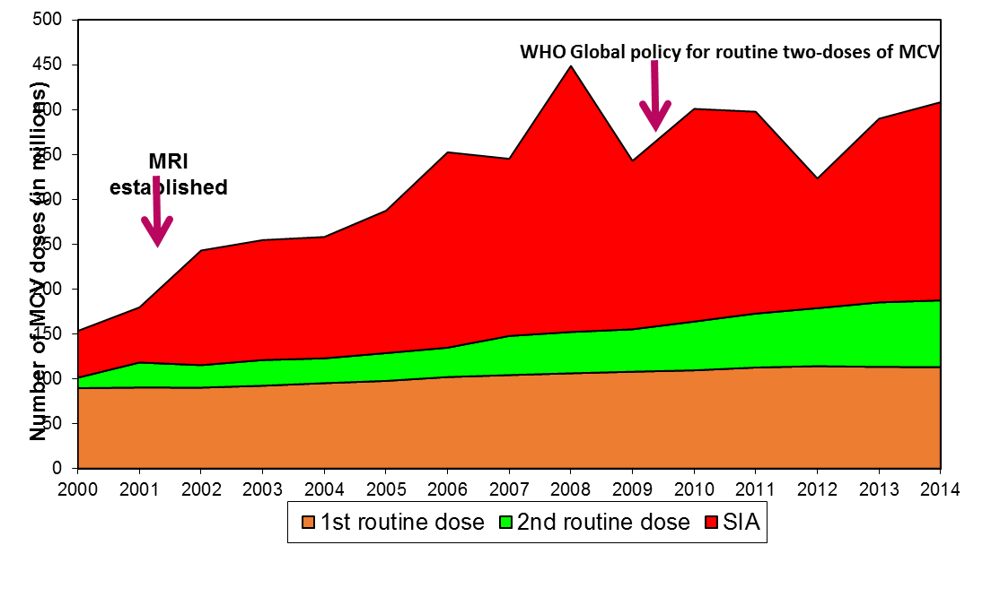 500
450
400
350
300
250
200
150
100
50
0
Number of MCV doses (in millions)
WHO Global policy for routine two-doses of MCV
MRI
established
2000 2001 2002 2003 2004 2005 2006 2007 2008 2009 2010 2011 2012 2013 2014
1st routine dose 2nd routine dose SIA